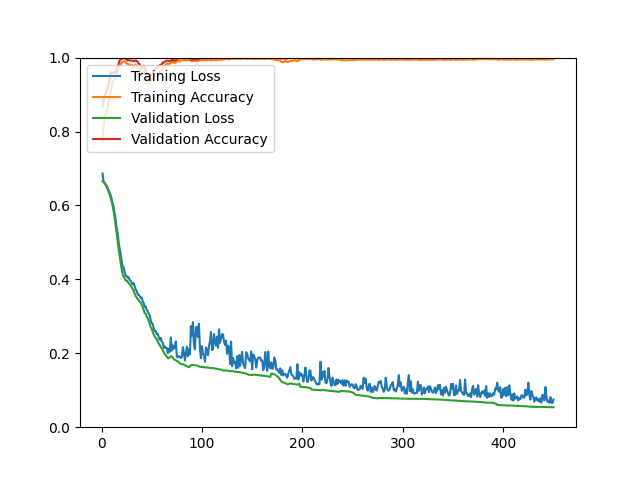 1.0
0.8
0.6
0.4
0.2
0.0
Training Loss
Training Accuracy
Validation Loss
Validation Accuracy
0 100 200 300 400